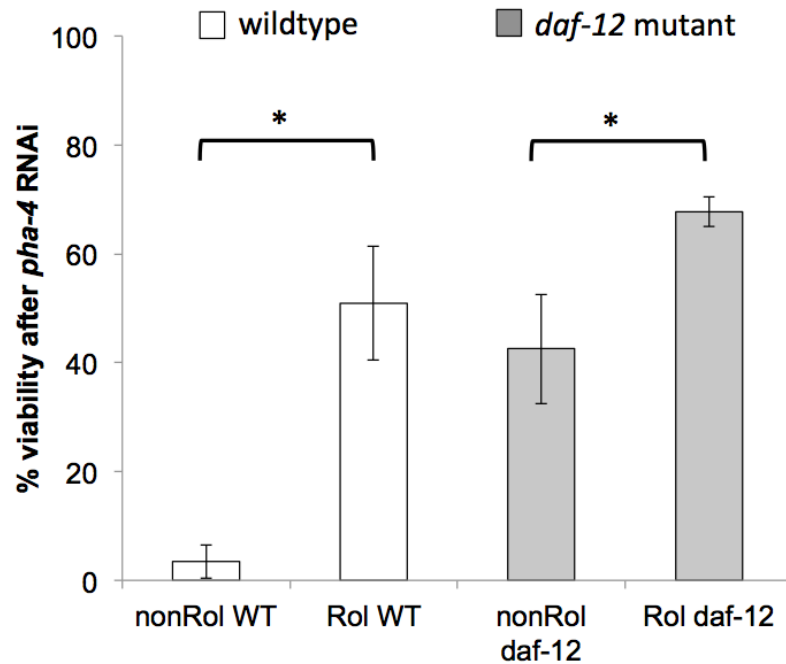 wildtype
daf-12 mutant
% viability after pha-4 RNAi
100
80
60
40
20
0
*
*
nonRol WT
Rol WT
nonRol
daf-12
Rol daf-12